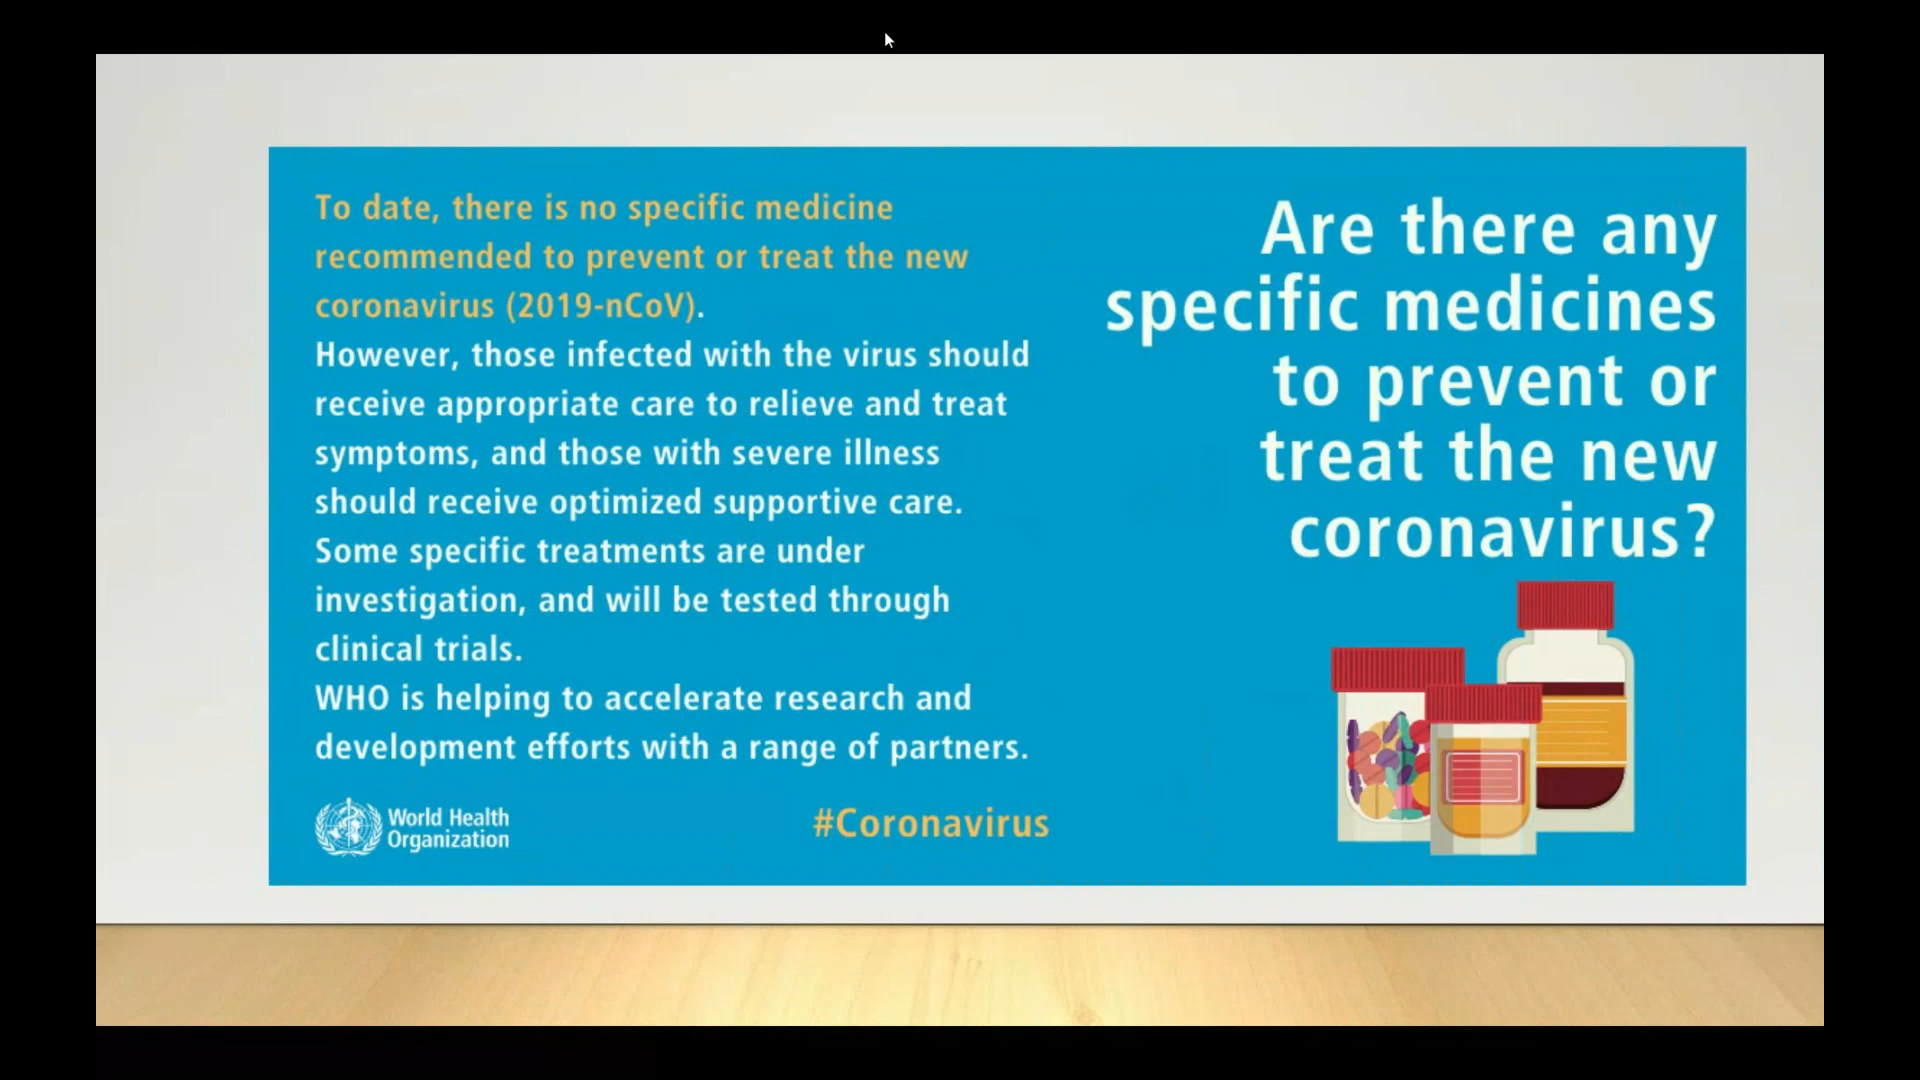 To date, there is no specific medicine
recommended to prevent or treat the new
coronavirus (2019-nCoV).
However, those infected with the virus should
receive appropriate care to relieve and treat
symptoms, and those with severe illness
should receive optimized supportive care.
Some specific treatments are under
investigation, and will be tested through
clinical trials.
WHO is helping to accelerate research and
development efforts with a range of partners.
World Health
Organization
#Coronavirus
Are there any
specific medicines
to prevent or
treat the new
coronavirus?